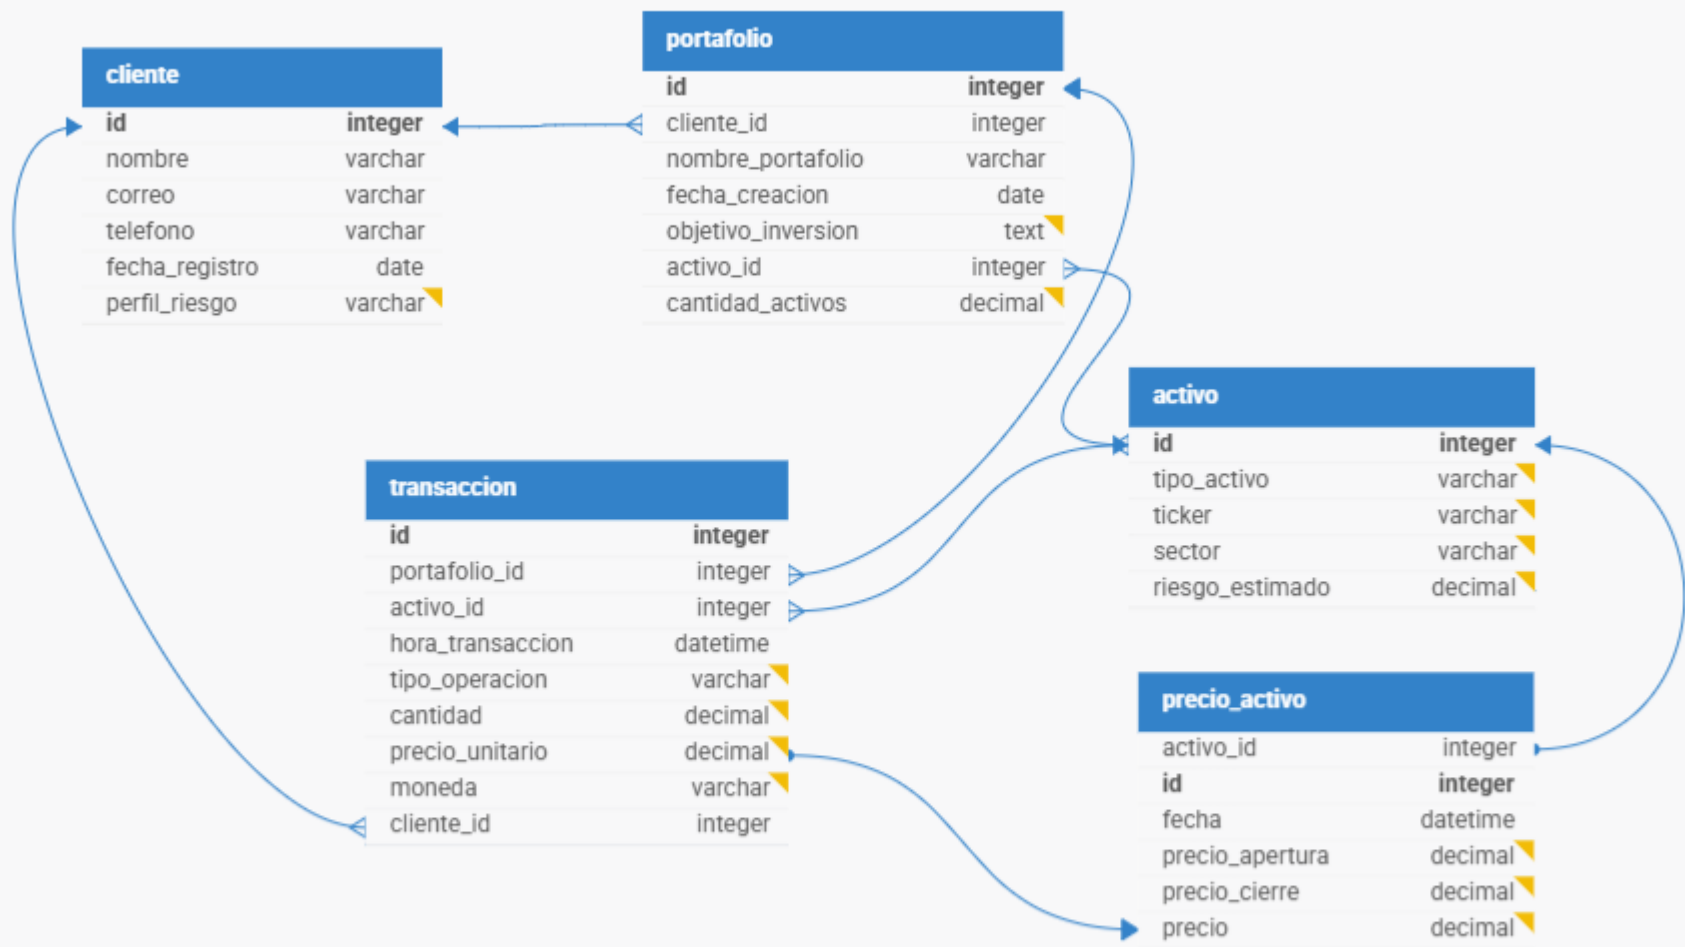 cliente
id integer
nombre varchar
correo varchar
telefono varchar
fecha_registro date
perfil_riesgo varchar
portafolio
id integer
cliente_id integer
nombre_portafolio varchar
fecha_creacion date
objetivo_inversion text
activo_id integer
cantidad_activos decimal
transaccion
id integer
portafolio_id integer
activo_id integer
hora_transaccion datetime
tipo_operacion varchar
cantidad decimal
precio_unitario decimal
moneda varchar
cliente_id integer
activo
id integer
tipo_activo varchar
ticker varchar
sector varchar
riesgo_estimado decimal
precio_activo
activo_id integer
id integer
fecha datetime
precio_apertura decimal
precio_cierre decimal
precio decimal